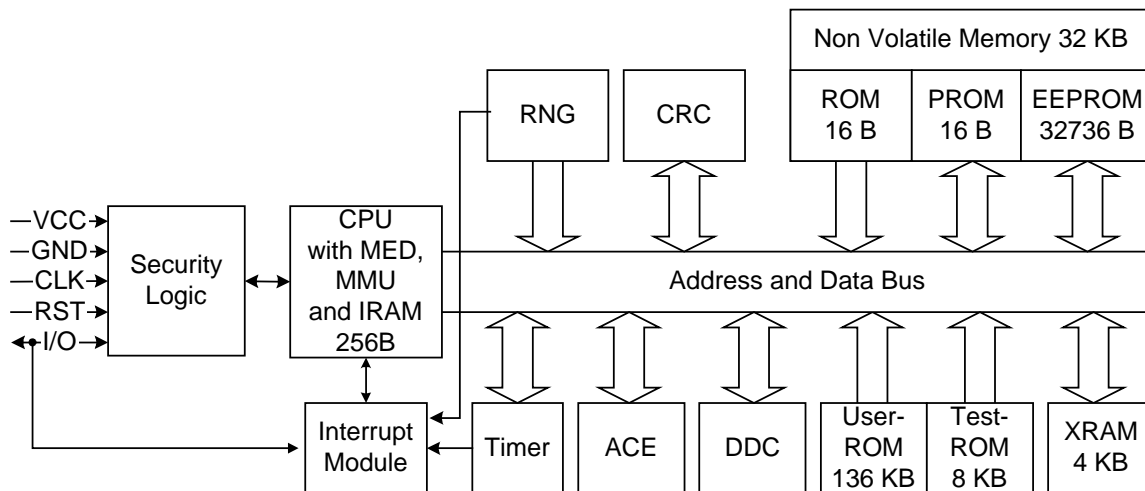 Non Volatile Memory 32 KB
RNG
CRC
ROM
16 B
PROM
16 B
EEPROM
32736 B
VCC
GND
CLK
RST
I/O
Security
Logic
CPU
with MED,
MMU
and IRAM
256B
Address and Data Bus
Interrupt
Module
Timer
ACE
DDC
User-
ROM
136 KB
Test-
ROM
8 KB
XRAM
4 KB